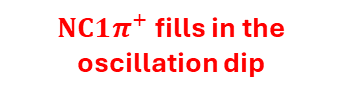 NC1π⁺ fills in the
oscillation dip